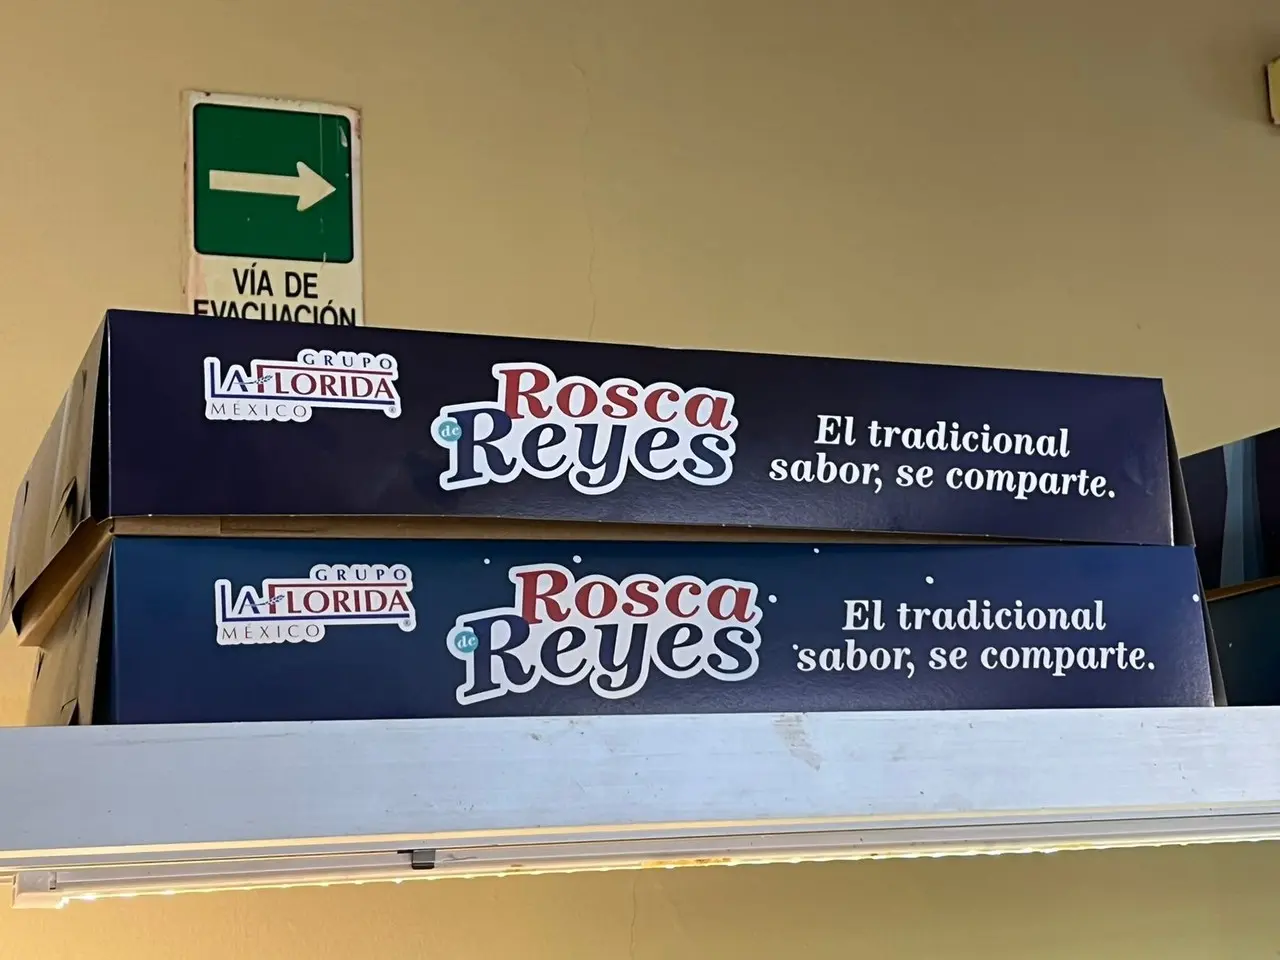 VÍA DE
EVACUACIÓN
GRUPO
LA FLORIDA
MÉXICO
®
Rosca
de
Reyes
El tradicional
sabor, se comparte.
GRUPO
LA FLORIDA
MÉXICO
®
Rosca
de
Reyes
El tradicional
sabor, se comparte.